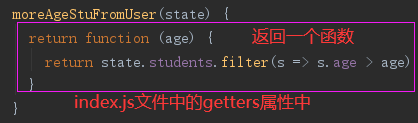 moreAgeStuFromUser(state) {
return function (age) { 返回一个函数
return state.students.filter(s => s.age > age)
}
index.js文件中的getters属性中
}